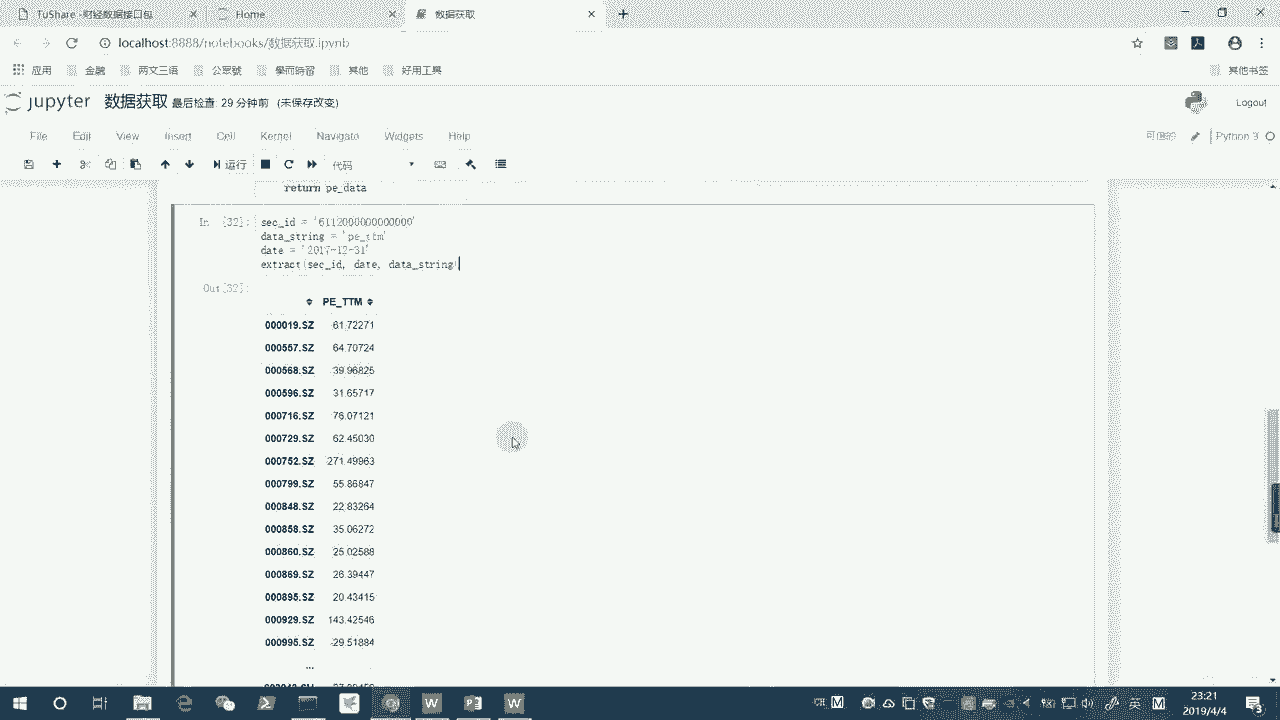 TuShare -财经数据接口包
Home
数据获取
localhost:8888/notebooks/数据获取.ipynb
应用
金融
两文三语
公眾號
學而時習
其他
好用工具
其他书签
jupyter 数据获取 最后检查: 29 分钟前 (未保存改变)
Logout
File Edit View Insert Cell Kernel Navigate Widgets Help
Python 3
运行
代码
return pe_data
In [32]:
sec_id = '6112000000000000'
data_string = 'pe_ttm'
date = '2017-12-31'
extract(sec_id, date, data_string)
Out[32]:
PE_TTM
000019.SZ 61.72271
000557.SZ 64.70724
000568.SZ 39.96825
000596.SZ 31.65717
000716.SZ 76.07121
000729.SZ 62.45030
000752.SZ 271.49963
000799.SZ 55.86847
000848.SZ 22.83264
000858.SZ 35.06272
000860.SZ 25.02588
000869.SZ 26.39447
000895.SZ 20.43415
000929.SZ 143.42546
000995.SZ -29.51884
...
CH M
英
M
23:21
2019/4/4